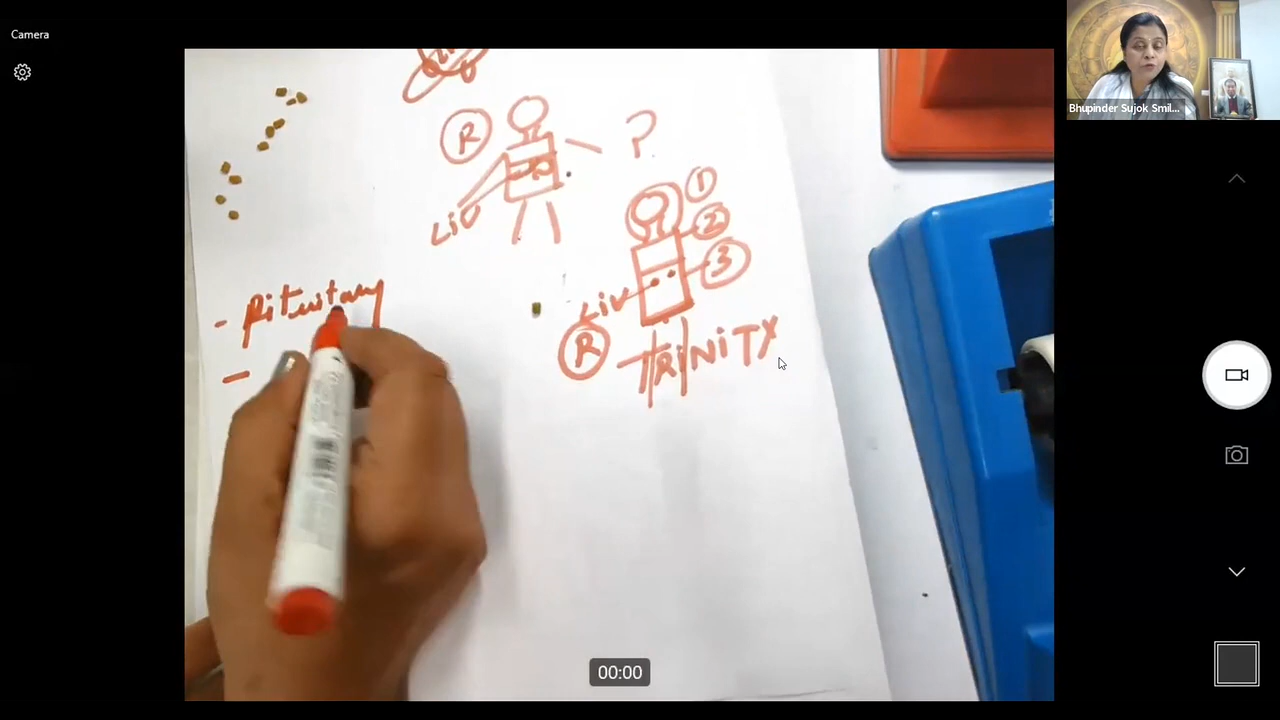 Camera
Bhupinder Sujok Smil...
R
?
Liv
1
2
3
Liv
R
TRINITY
- Pituitary
-
00:00